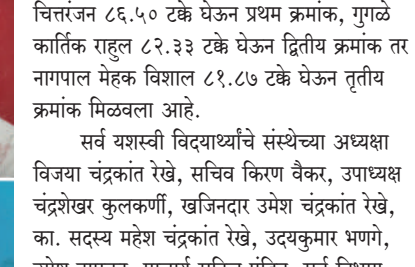 चित्तरंजन ८६.५० टक्के घेऊन प्रथम क्रमांक, गुगळे
कार्तिक राहुल ८२.३३ टक्के घेऊन द्वितीय क्रमांक तर
नागपाल मेहक विशाल ८१.८७ टक्के घेऊन तृतीय
क्रमांक मिळवला आहे.
सर्व यशस्वी विदयार्थ्यांचे संस्थेच्या अध्यक्षा
विजया चंद्रकांत रेखे, सचिव किरण वैकर, उपाध्यक्ष
चंद्रशेखर कुलकर्णी, खजिनदार उमेश चंद्रकांत रेखे,
का. सदस्य महेश चंद्रकांत रेखे, उदयकुमार भणगे,